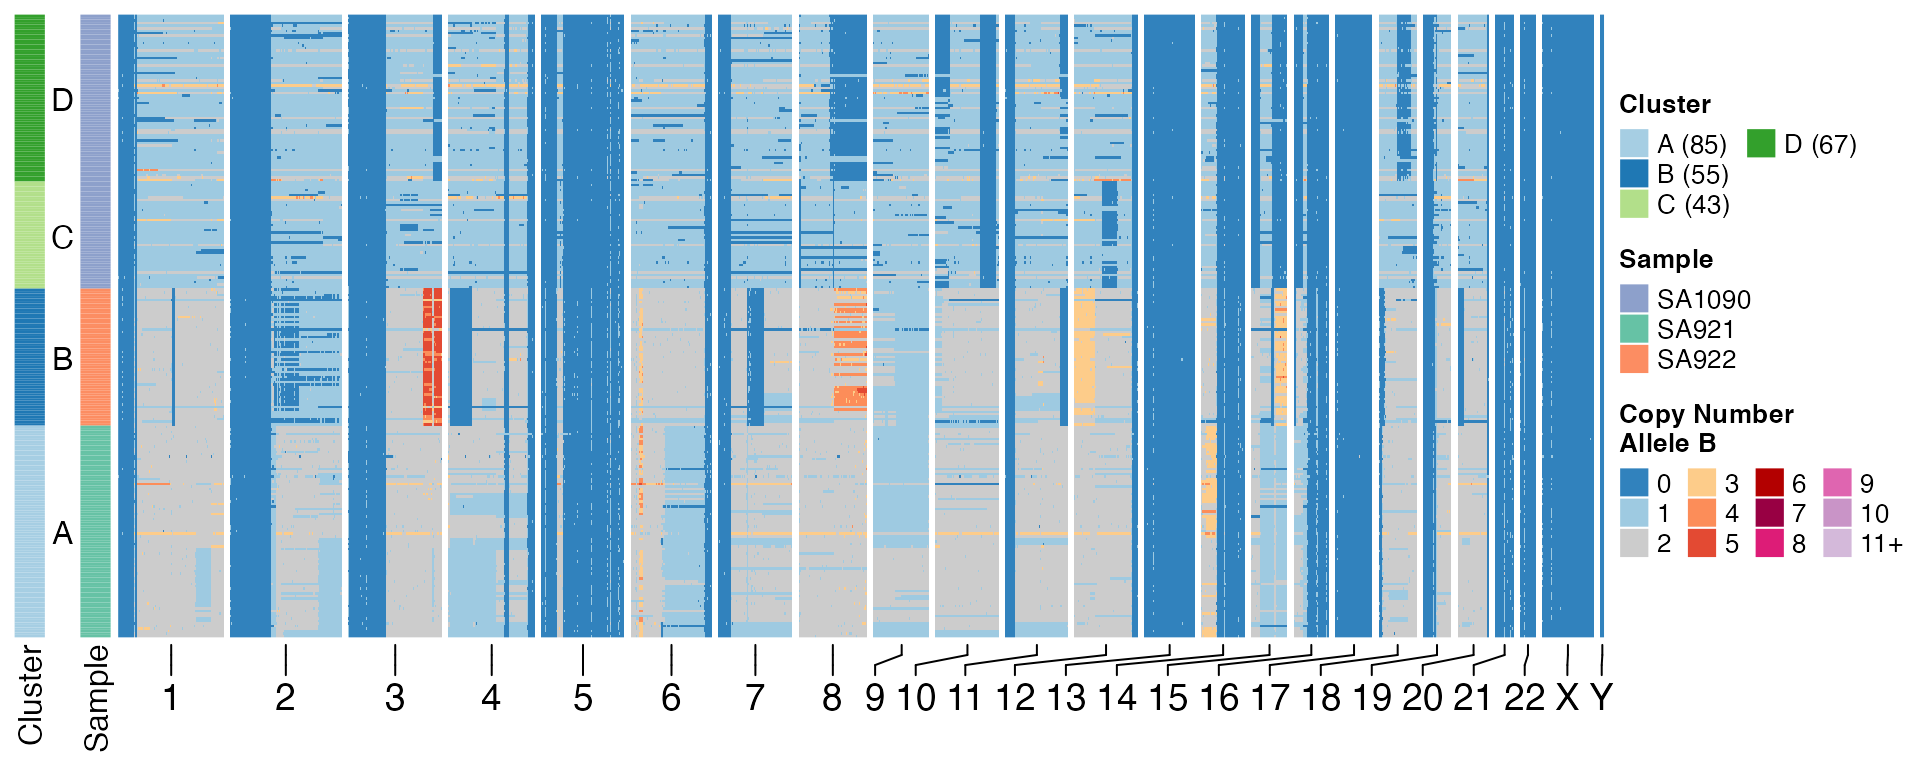 D
C
B
A
Cluster
Sample
1 2 3 4 5 6 7 8 9 10 11 12 13 14 15 16 17 18 19 20 21 22 X Y
Cluster
A (85) D (67)
B (55)
C (43)
Sample
SA1090
SA921
SA922
Copy Number
Allele B
0 3 6 9
1 4 7 10
2 5 8 11+